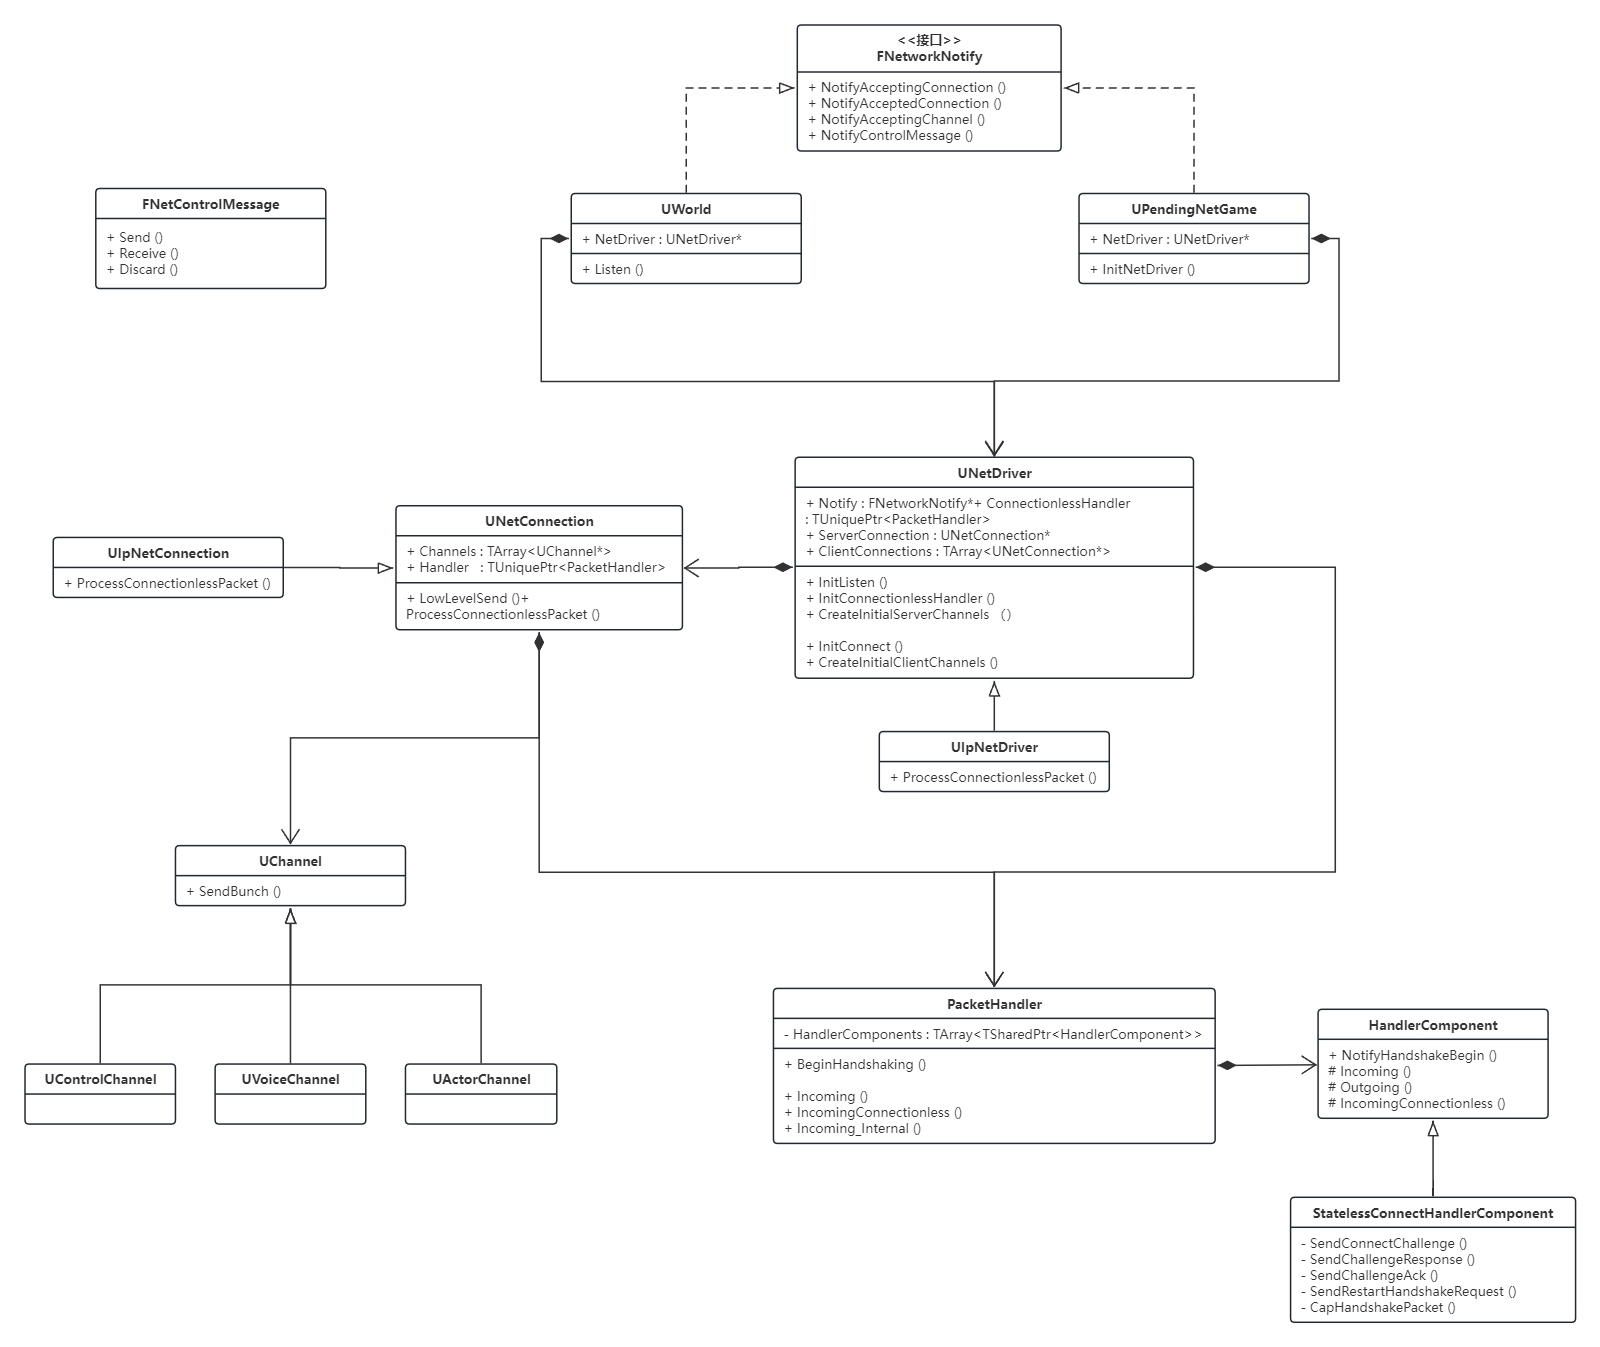 <<接口>>
FNetworkNotify
+ NotifyAcceptingConnection ()
+ NotifyAcceptedConnection ()
+ NotifyAcceptingChannel ()
+ NotifyControlMessage ()
FNetControlMessage
+ Send ()
+ Receive ()
+ Discard ()
UWorld
+ NetDriver : UNetDriver*
+ Listen ()
UPendingNetGame
+ NetDriver : UNetDriver*
+ InitNetDriver ()
UNetDriver
+ Notify : FNetworkNotify*+ ConnectionlessHandler
: TUniquePtr<PacketHandler>
+ ServerConnection : UNetConnection*
+ ClientConnections : TArray<UNetConnection*>
+ InitListen ()
+ InitConnectionlessHandler ()
+ CreateInitialServerChannels ()
+ InitConnect ()
+ CreateInitialClientChannels ()
UNetConnection
+ Channels : TArray<UChannel*>
+ Handler : TUniquePtr<PacketHandler>
+ LowLevelSend ()+
ProcessConnectionlessPacket ()
UIpNetConnection
+ ProcessConnectionlessPacket ()
UIpNetDriver
+ ProcessConnectionlessPacket ()
UChannel
+ SendBunch ()
UControlChannel
UVoiceChannel
UActorChannel
PacketHandler
- HandlerComponents : TArray<TSharedPtr<HandlerComponent>>
+ BeginHandshaking ()
+ Incoming ()
+ IncomingConnectionless ()
+ Incoming_Internal ()
HandlerComponent
+ NotifyHandshakeBegin ()
# Incoming ()
# Outgoing ()
# IncomingConnectionless ()
StatelessConnectHandlerComponent
- SendConnectChallenge ()
- SendChallengeResponse ()
- SendChallengeAck ()
- SendRestartHandshakeRequest ()
- CapHandshakePacket ()